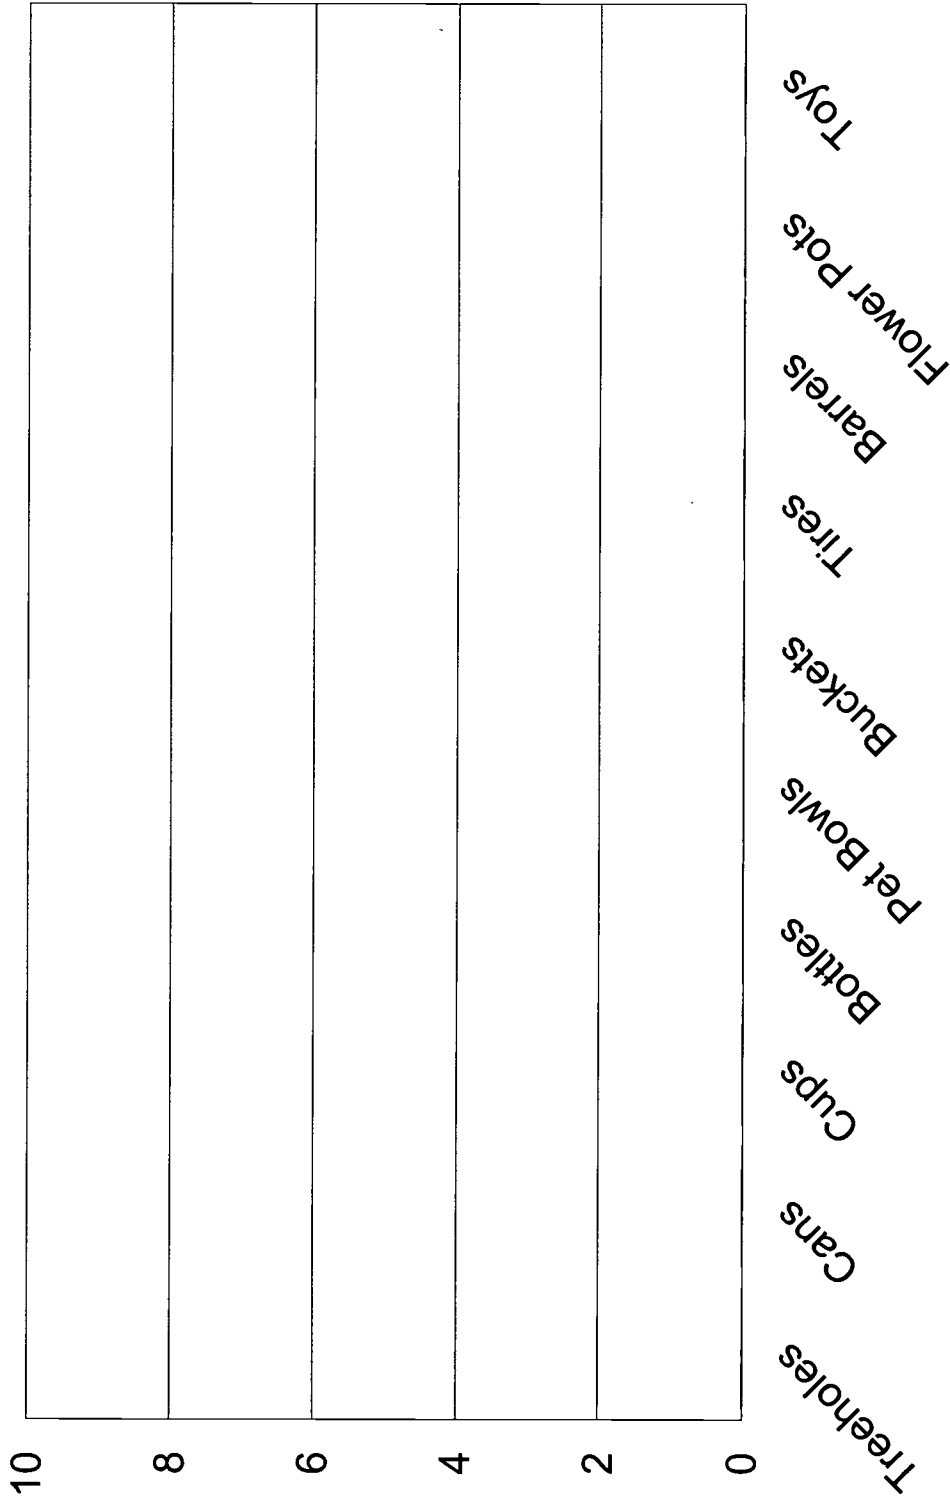 10
8
6
4
2
0
Treeholes
Cans
Cups
Bottles
Pet Bowls
Buckets
Tires
Barrels
Flower Pots
Toys